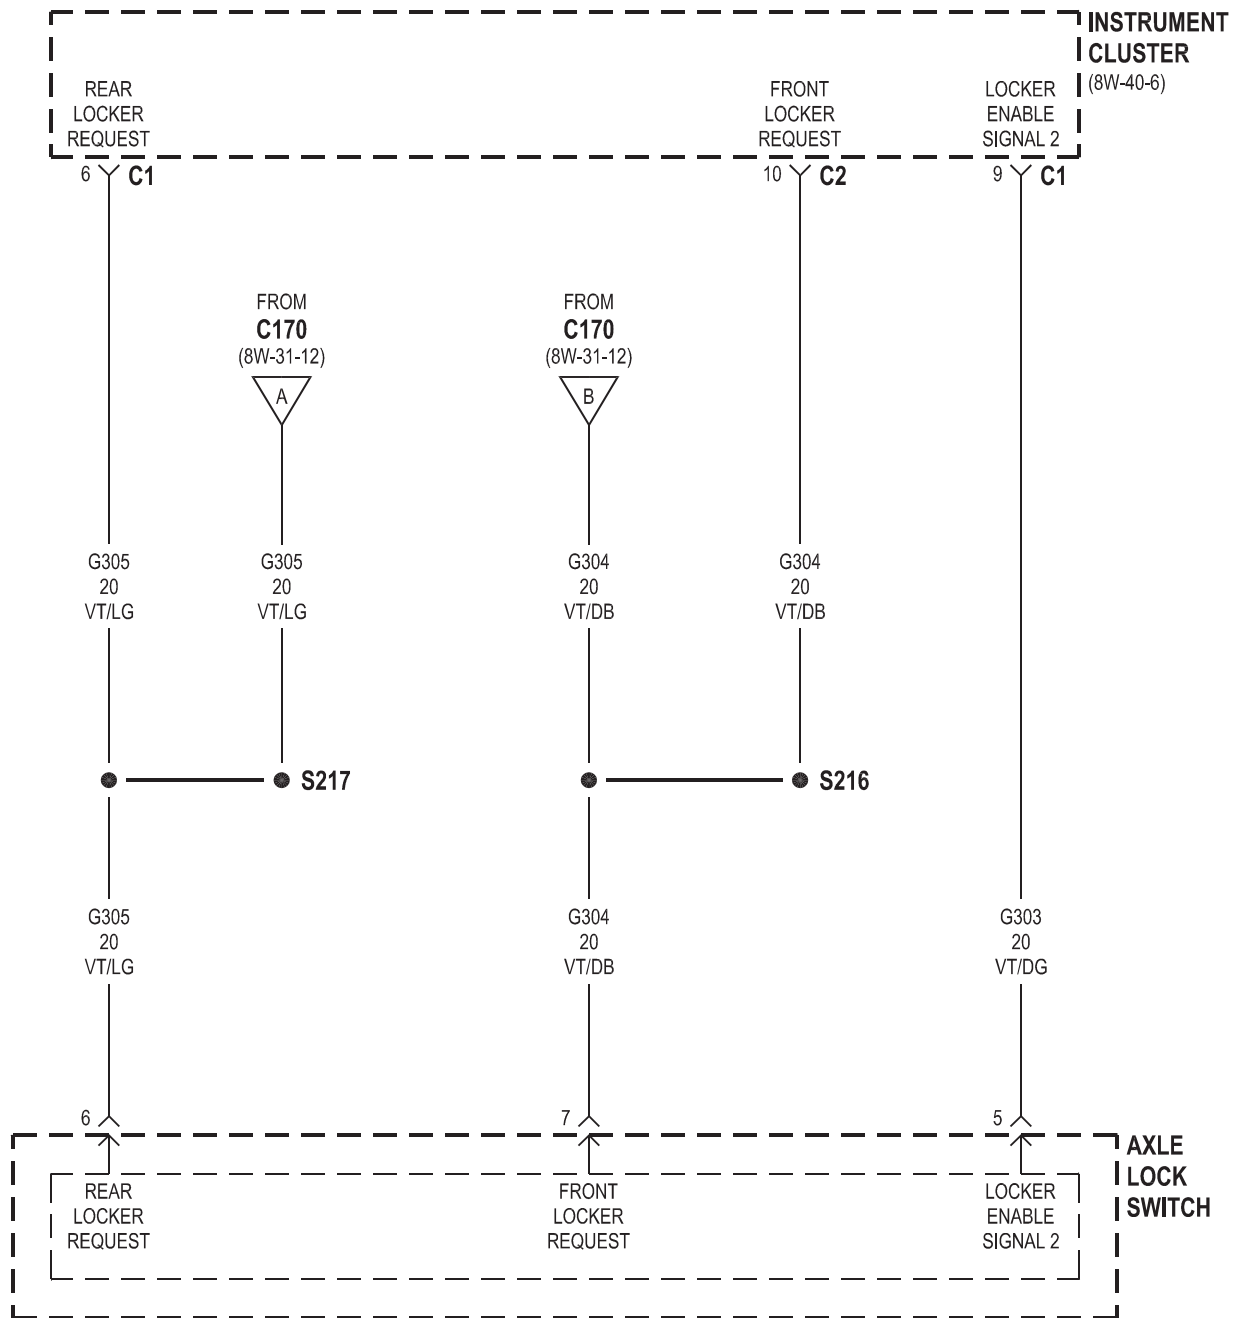 INSTRUMENT
CLUSTER
(8W-40-6)
REAR
LOCKER
REQUEST
FRONT
LOCKER
REQUEST
LOCKER
ENABLE
SIGNAL 2
6 C1
10 C2
9 C1
FROM
C170
(8W-31-12)
A
FROM
C170
(8W-31-12)
B
G305
20
VT/LG
G305
20
VT/LG
G304
20
VT/DB
G304
20
VT/DB
S217
S216
G305
20
VT/LG
G304
20
VT/DB
G303
20
VT/DG
6
7
5
AXLE
LOCK
SWITCH
REAR
LOCKER
REQUEST
FRONT
LOCKER
REQUEST
LOCKER
ENABLE
SIGNAL 2